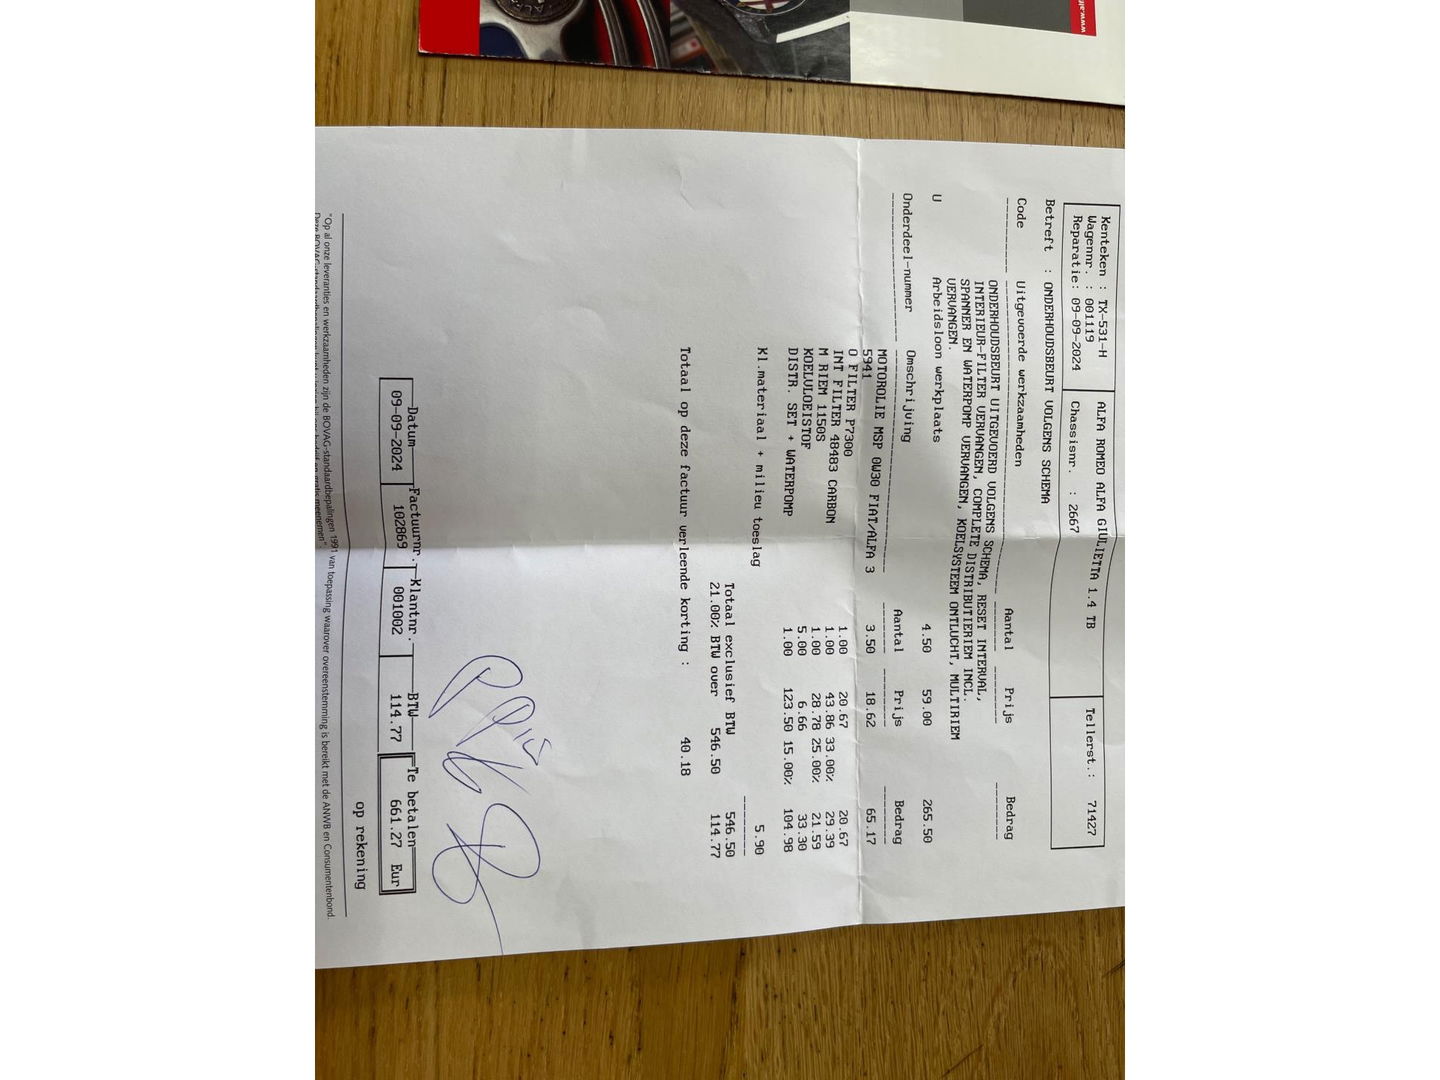 Kenteken : TX-531-H ALFA ROMEO ALFA GIULIETTA 1.4 TB Tellerst.: 71427
Wagennr. : 001119
Reparatie: 09-09-2024 Chassisnr. : 2667
Betreft : ONDERHOUDSBEURT VOLGENS SCHEMA
Code Uitgevoerde werkzaamheden Aantal Prijs Bedrag
ONDERHOUDSBEURT UITGEVOERD VOLGENS SCHEMA, RESET INTERVAL,
INTERIEUR-FILTER VERVANGEN, COMPLETE DISTRIBUTIERIEM INCL.
SPANNER EN WATERPOMP VERVANGEN, KOELSYSTEEM ONTLUCHT, MULTIRIEM
VERVANGEN.
U Arbeidsloon werkplaats 4.50 59.00 265.50
Onderdeel-nummer Omschrijving Aantal Prijs Bedrag
MOTOROLIE MSP 0W30 FIAT/ALFA 3 3.50 18.62 65.17
5941
O FILTER P7300 1.00 20.67 20.67
INT FILTER 48483 CARBON 1.00 43.86 33.00% 29.39
M RIEM 1150S 1.00 28.78 25.00% 21.59
KOELVLOEISTOF 5.00 6.66 33.30
DISTR. SET + WATERPOMP 1.00 123.50 15.00% 104.98
Kl.materiaal + milieu toeslag 5.90
Totaal exclusief BTW 546.50
21.00% BTW over 546.50 114.77
Totaal op deze factuur verleende korting : 40.18
Datum Factuurnr. Klantnr. BTW Te betalen
09-09-2024 102869 001002 114.77 661.27 Eur
op rekening
"Op al onze leveranties en werkzaamheden zijn de BOVAG-standaardbepalingen 1991 van toepassing waarover overeenstemming is bereikt met de ANWB en Consumentenbond.